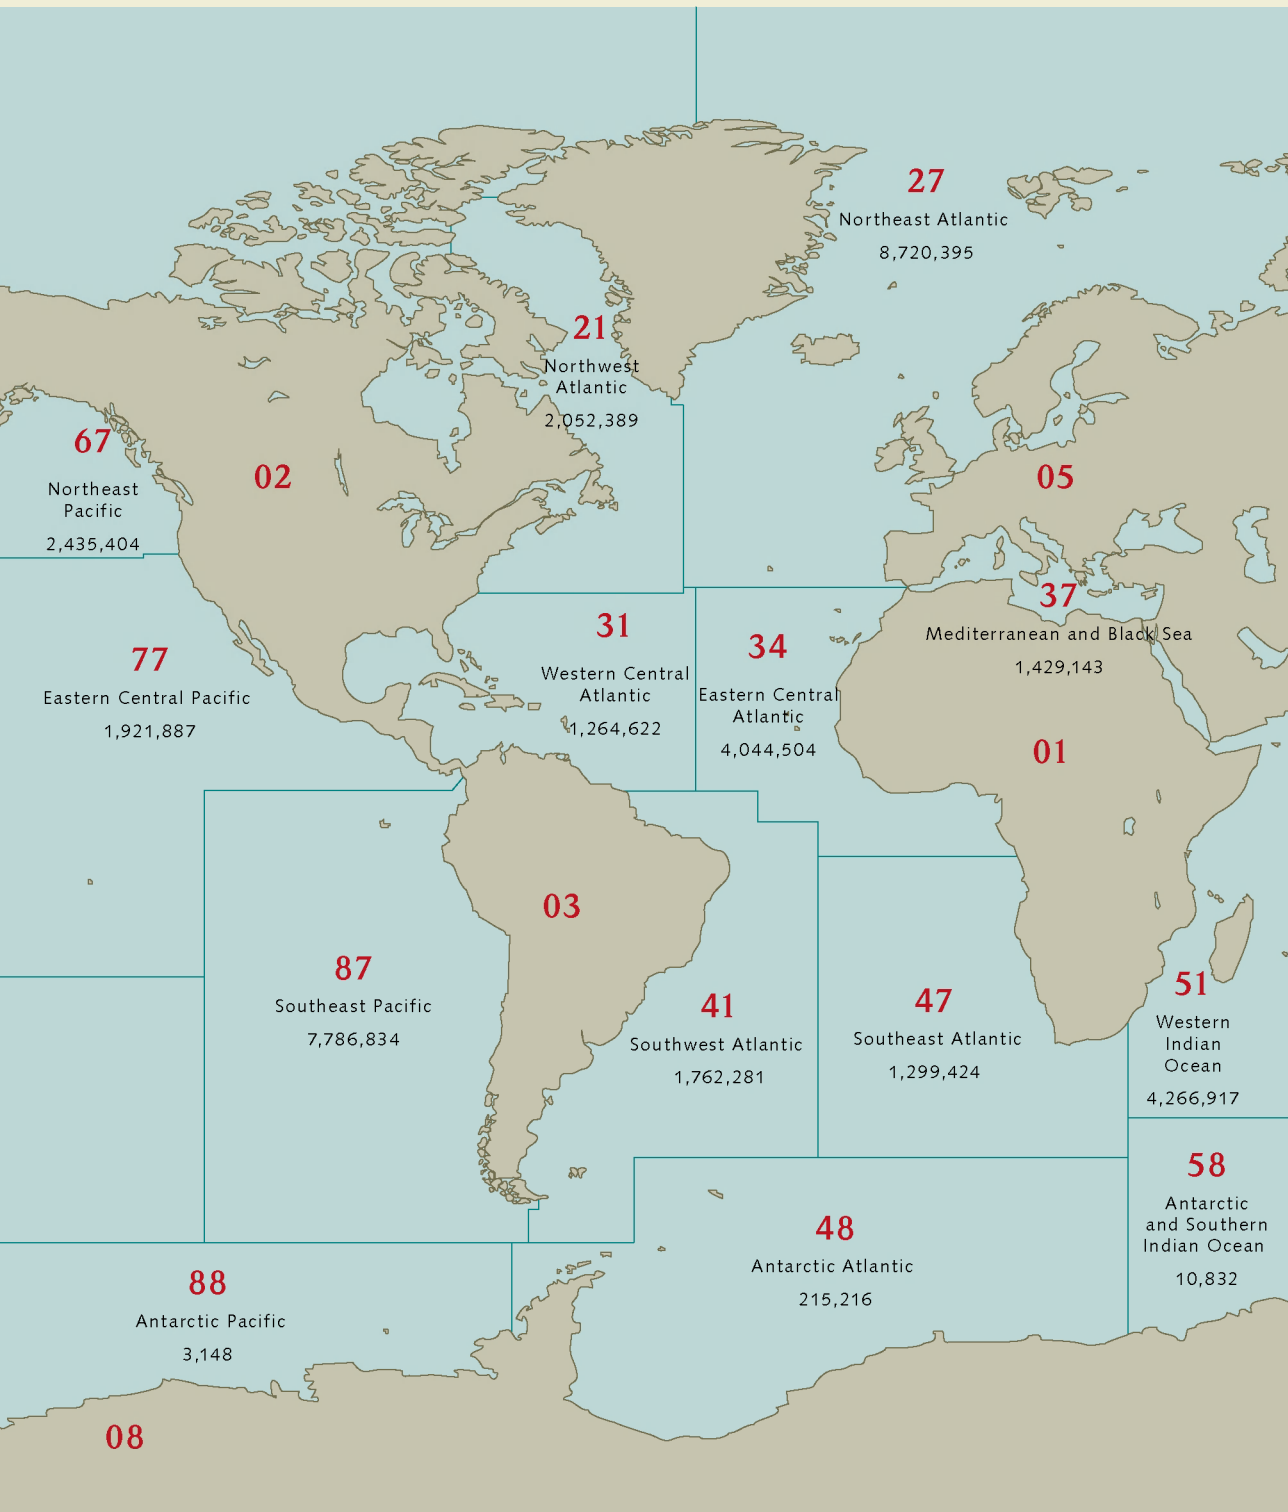 27
Northeast Atlantic
8,720,395
21
Northwest
Atlantic
2,052,389
67
Northeast
Pacific
2,435,404
02
05
37
Mediterranean and Black Sea
1,429,143
31
Western Central
Atlantic
1,264,622
34
Eastern Central
Atlantic
4,044,504
77
Eastern Central Pacific
1,921,887
01
03
87
Southeast Pacific
7,786,834
41
Southwest Atlantic
1,762,281
47
Southeast Atlantic
1,299,424
51
Western
Indian
Ocean
4,266,917
58
Antarctic
and Southern
Indian Ocean
10,832
48
Antarctic Atlantic
215,216
88
Antarctic Pacific
3,148
08